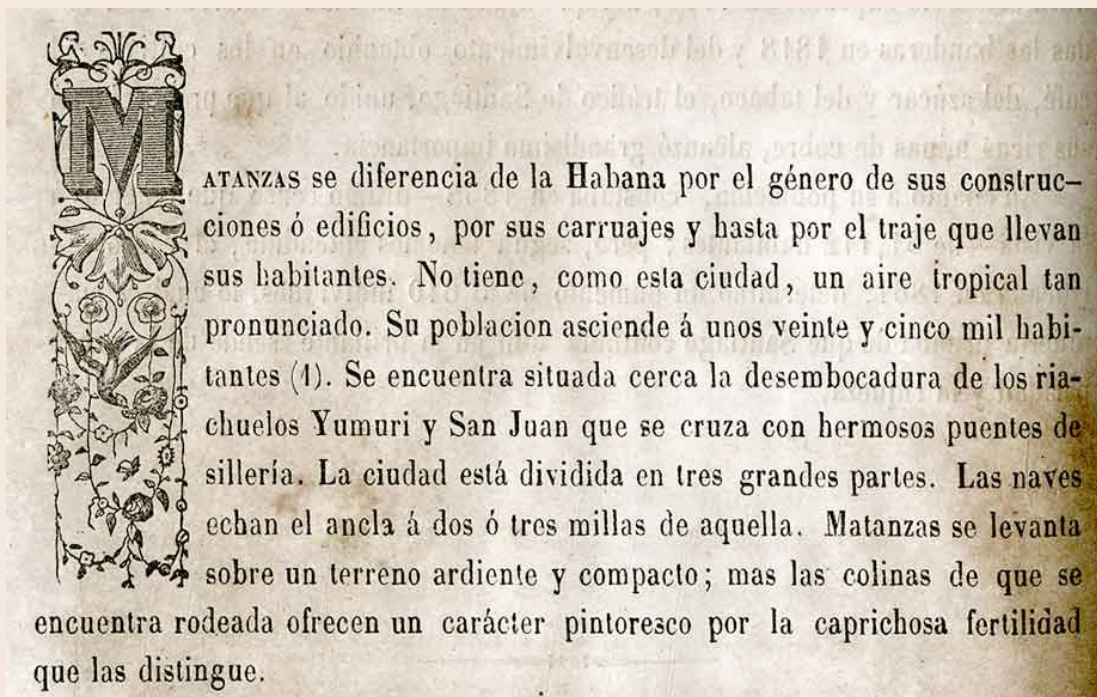 MATANZAS se diferencia de la Habana por el género de sus construc-
ciones ó edificios, por sus carruajes y hasta por el traje que llevan
sus habitantes. No tiene, como esta ciudad, un aire tropical tan
pronunciado. Su poblacion asciende á unos veinte y cinco mil habi-
tantes (1). Se encuentra situada cerca la desembocadura de los ria-
chuelos Yumuri y San Juan que se cruza con hermosos puentes de
sillería. La ciudad está dividida en tres grandes partes. Las naves
echan el ancla á dos ó tres millas de aquella. Matanzas se levanta
sobre un terreno ardiente y compacto; mas las colinas de que se
encuentra rodeada ofrecen un carácter pintoresco por la caprichosa fertilidad
que las distingue.